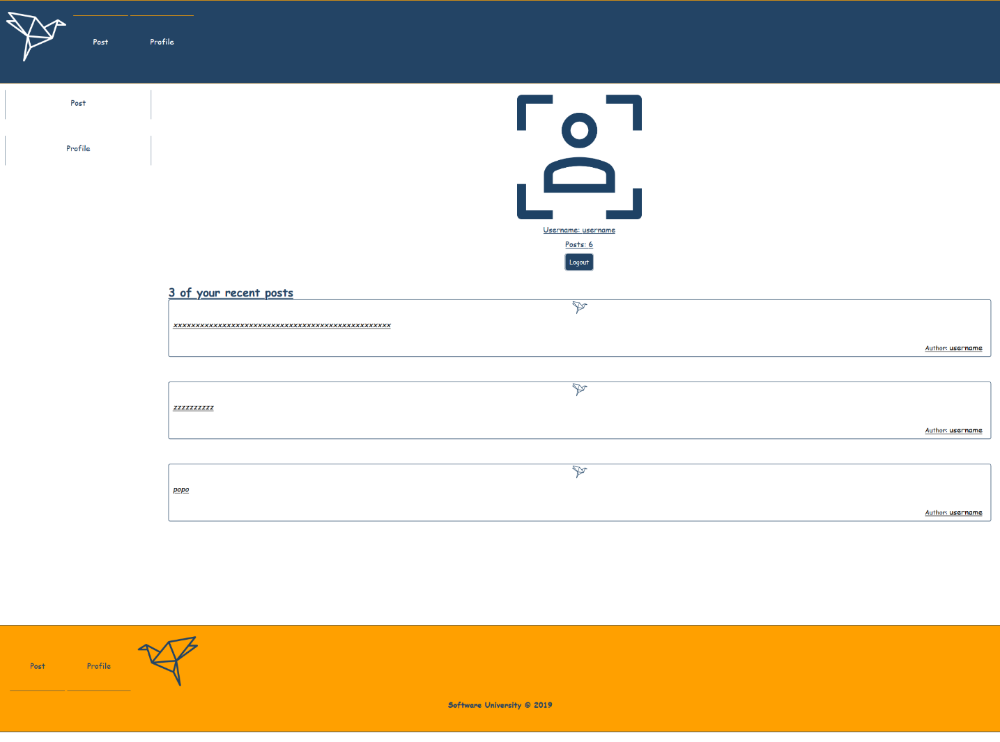 Post Profile
Post
Profile
Username: username
Posts: 6
Logout
3 of your recent posts
xxxxxxxxxxxxxxxxxxxxxxxxxxxxxxxxxxxxxxxxxxxxxxxxx
Author: username
zzzzzzzzzz
Author: username
popo
Author: username
Post Profile
Software University © 2019